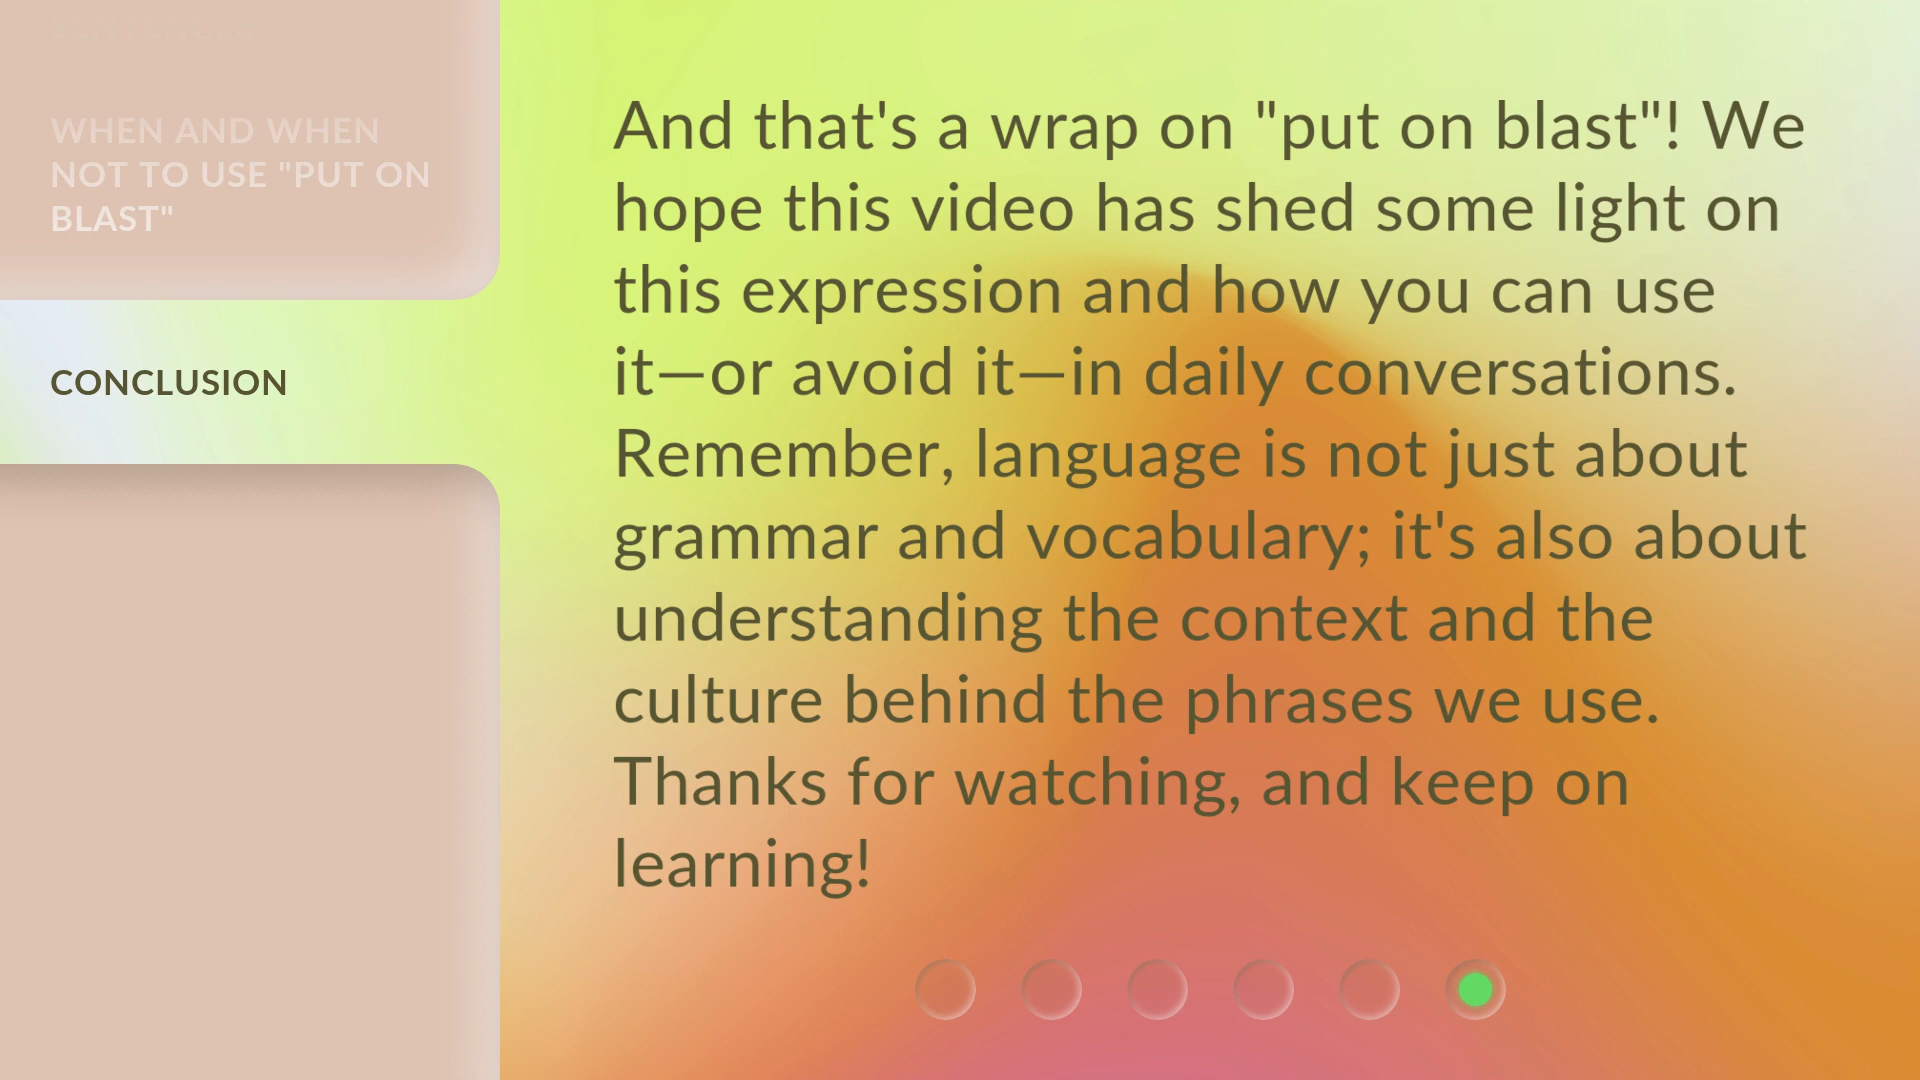 SENTENCES
WHEN AND WHEN
NOT TO USE "PUT ON
BLAST"
CONCLUSION
And that's a wrap on "put on blast"! We
hope this video has shed some light on
this expression and how you can use
it—or avoid it—in daily conversations.
Remember, language is not just about
grammar and vocabulary; it's also about
understanding the context and the
culture behind the phrases we use.
Thanks for watching, and keep on
learning!